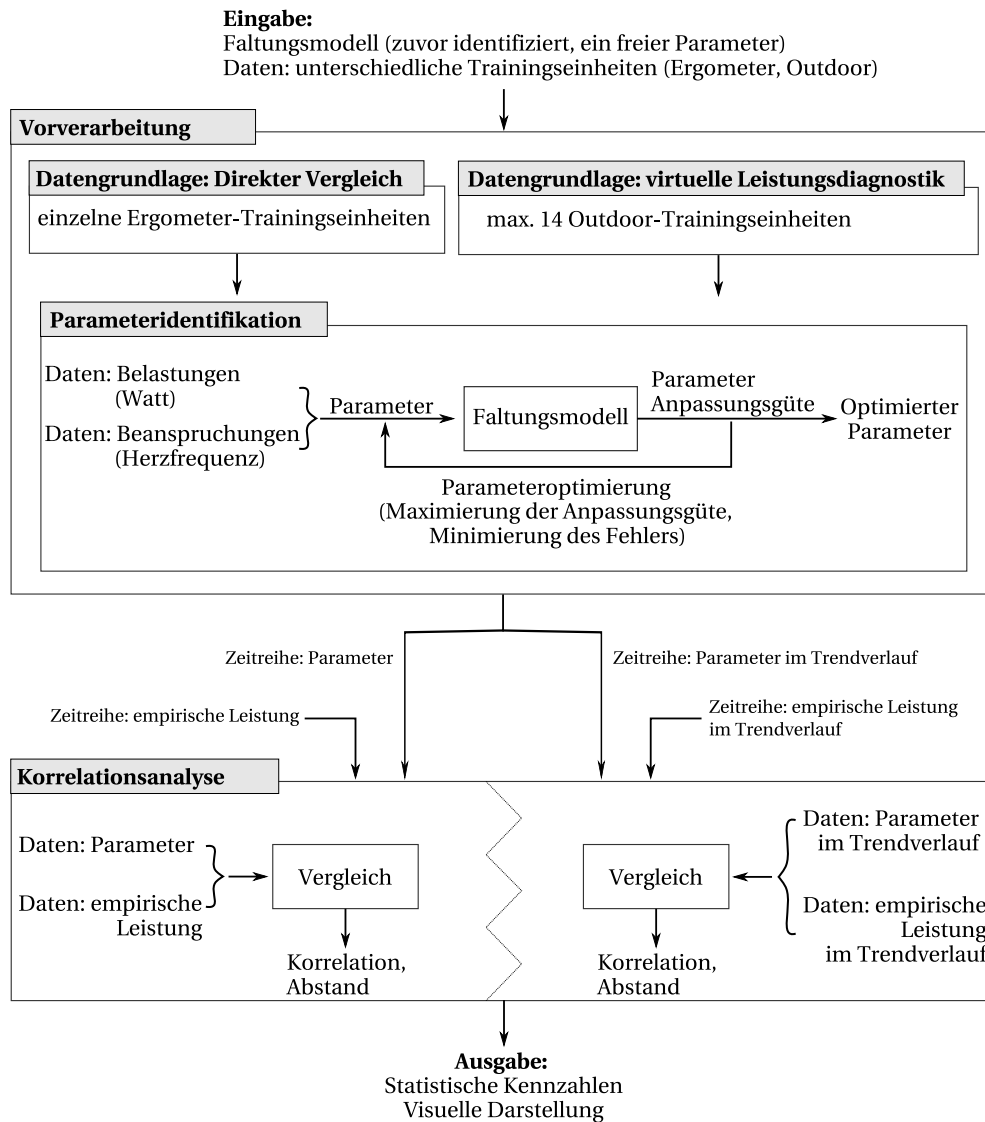 Eingabe:
Faltungsmodell (zuvor identifiziert, ein freier Parameter)
Daten: unterschiedliche Trainingseinheiten (Ergometer, Outdoor)
Vorverarbeitung
Datengrundlage: Direkter Vergleich
einzelne Ergometer-Trainingseinheiten
Datengrundlage: virtuelle Leistungsdiagnostik
max. 14 Outdoor-Trainingseinheiten
Parameteridentifikation
Daten: Belastungen
(Watt)
Daten: Beanspruchungen
(Herzfrequenz)
Parameter
Faltungsmodell
Parameter
Anpassungsgüte
Optimierter
Parameter
Parameteroptimierung
(Maximierung der Anpassungsgüte,
Minimierung des Fehlers)
Zeitreihe: Parameter
Zeitreihe: Parameter im Trendverlauf
Zeitreihe: empirische Leistung
Zeitreihe: empirische Leistung
im Trendverlauf
Korrelationsanalyse
Daten: Parameter
Daten: empirische
Leistung
Vergleich
Korrelation,
Abstand
Vergleich
Korrelation,
Abstand
Daten: Parameter
im Trendverlauf
Daten: empirische
Leistung
im Trendverlauf
Ausgabe:
Statistische Kennzahlen
Visuelle Darstellung